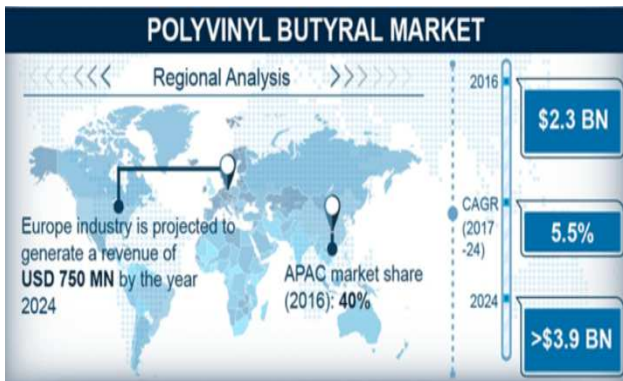 POLYVINYL BUTYRAL MARKET
Regional Analysis
Europe industry is projected to
generate a revenue of
USD 750 MN by the year
2024
APAC market share
(2016): 40%
2016
$2.3 BN
CAGR
(2017
-24)
5.5%
2024
>$3.9 BN